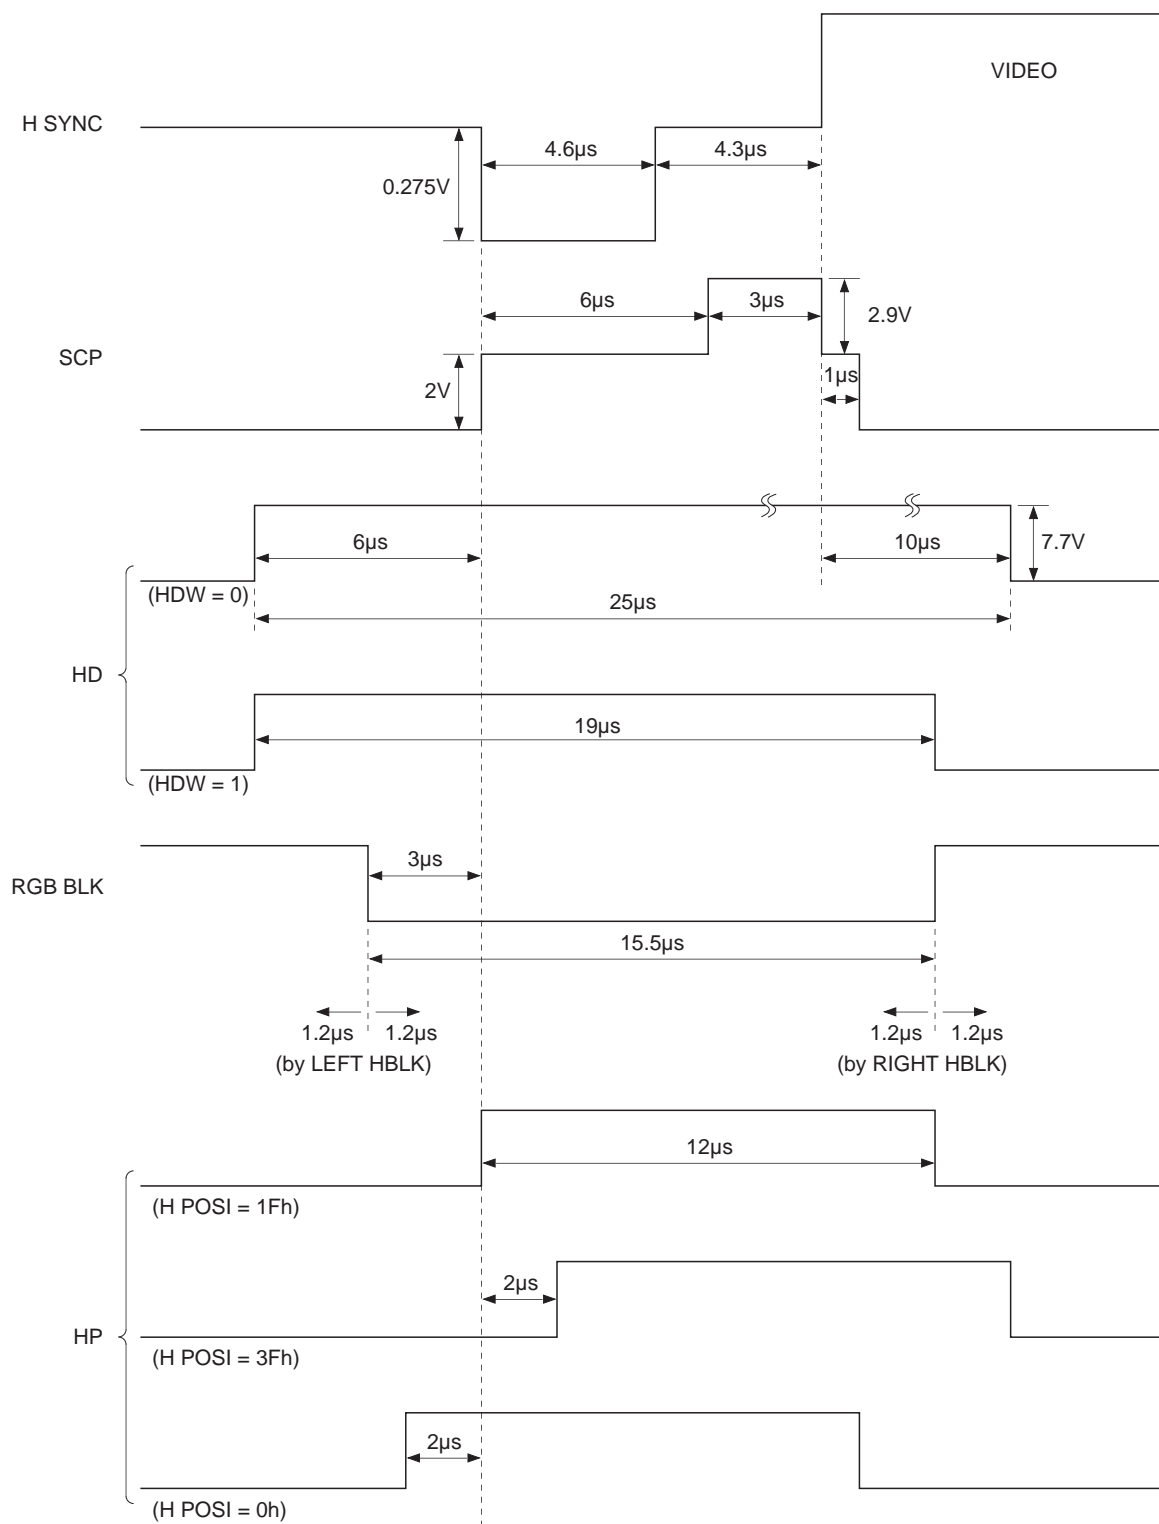 VIDEO
H SYNC
4.6µs
4.3µs
0.275V
6µs
3µs
2.9V
SCP
1µs
2V
6µs
10µs
7.7V
(HDW = 0)
25µs
HD
19µs
(HDW = 1)
3µs
RGB BLK
15.5µs
1.2µs 1.2µs
(by LEFT HBLK)
1.2µs 1.2µs
(by RIGHT HBLK)
12µs
(H POSI = 1Fh)
2µs
HP
(H POSI = 3Fh)
2µs
(H POSI = 0h)